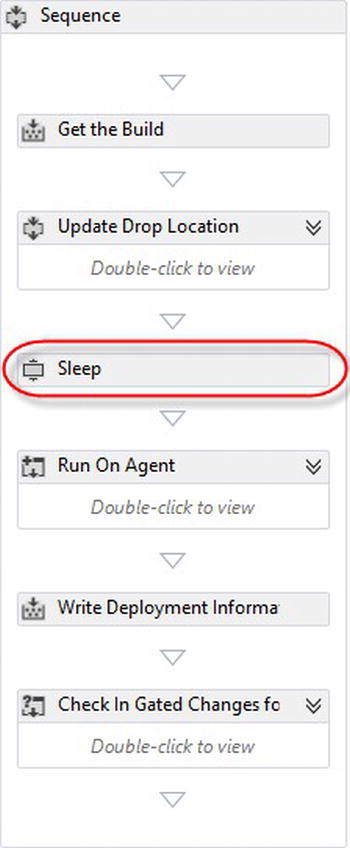 Sequence
Get the Build
Update Drop Location
Double-click to view
Sleep
Run On Agent
Double-click to view
Write Deployment Informa
Check In Gated Changes fo
Double-click to view